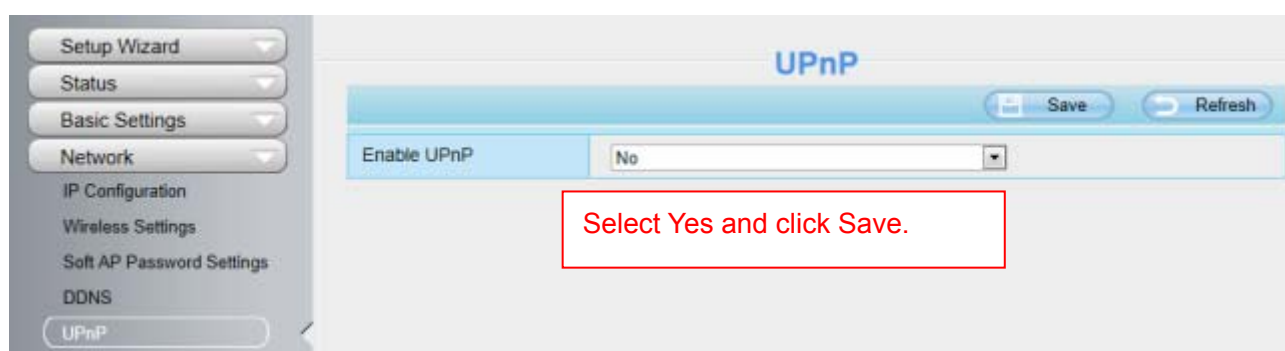 Setup Wizard
Status
Basic Settings
Network
IP Configuration
Wireless Settings
Soft AP Password Settings
DDNS
UPnP
UPnP
Save Refresh
Enable UPnP No
Select Yes and click Save.